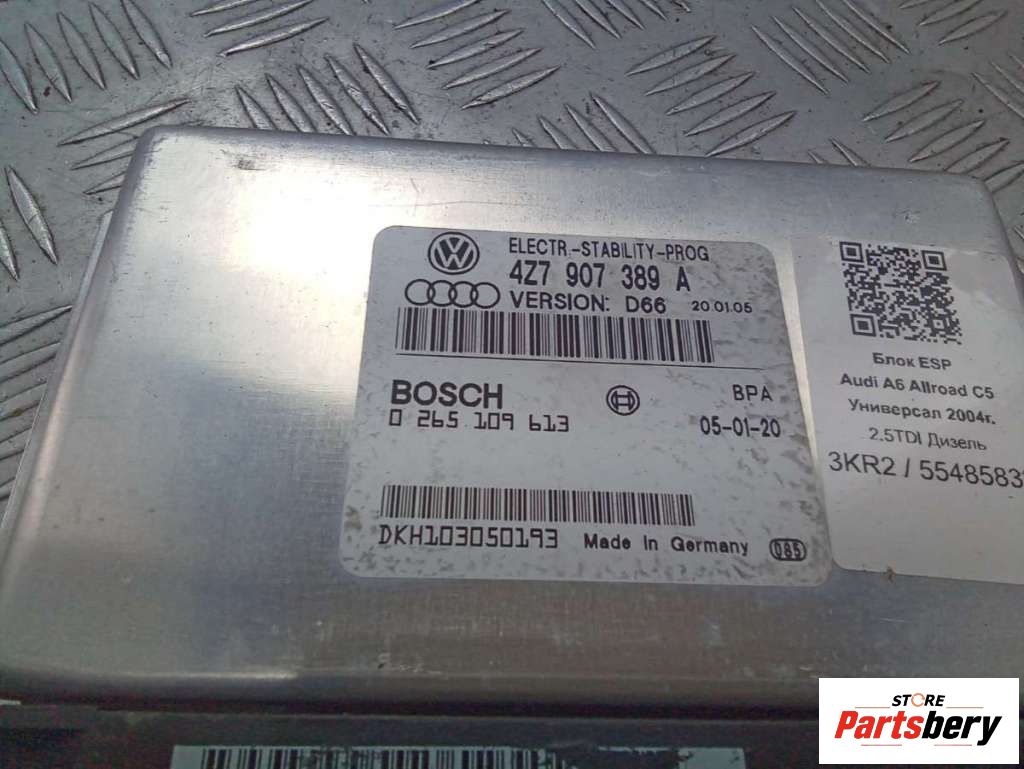 ELECTR.-STABILITY-PROG
4Z7 907 389 A
VERSION: D66 20.01.05
BOSCH
BPA
0 265 109 613
05-01-20
DKH103050193 Made in Germany 085
Блок ESP
Audi A6 Allroad C5
Универсал 2004г.
2.5TDI Дизель
3KR2 / 5548583
STORE
Partsbery